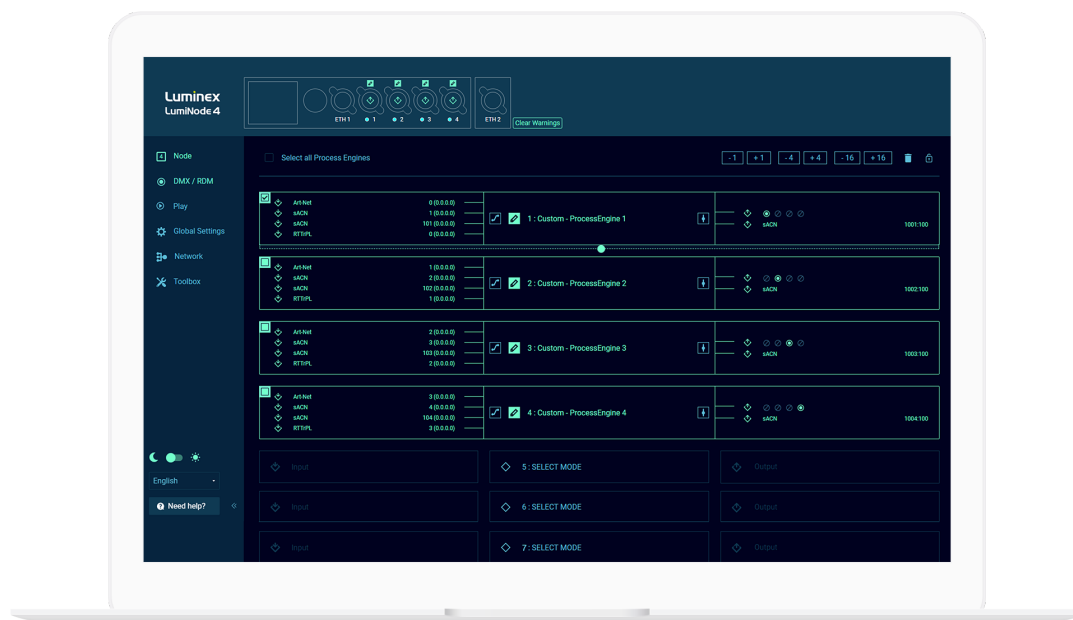 Luminex
LumiNode 4
ETH 1
1
2
3
4
ETH 2
Clear Warnings
4 Node
DMX / RDM
Play
Global Settings
Network
Toolbox
English
? Need help?
Select all Process Engines
- 1
+ 1
- 4
+ 4
- 16
+ 16
Art-Net 0 (0.0.0.0)
sACN 1 (0.0.0.0)
sACN 101 (0.0.0.0)
RTTrPL 0 (0.0.0.0)
1 : Custom - ProcessEngine 1
sACN 1001:100
Art-Net 1 (0.0.0.0)
sACN 2 (0.0.0.0)
sACN 102 (0.0.0.0)
RTTrPL 1 (0.0.0.0)
2 : Custom - ProcessEngine 2
sACN 1002:100
Art-Net 2 (0.0.0.0)
sACN 3 (0.0.0.0)
sACN 103 (0.0.0.0)
RTTrPL 2 (0.0.0.0)
3 : Custom - ProcessEngine 3
sACN 1003:100
Art-Net 3 (0.0.0.0)
sACN 4 (0.0.0.0)
sACN 104 (0.0.0.0)
RTTrPL 3 (0.0.0.0)
4 : Custom - ProcessEngine 4
sACN 1004:100
Input
5 : SELECT MODE
Output
Input
6 : SELECT MODE
Output
Input
7 : SELECT MODE
Output